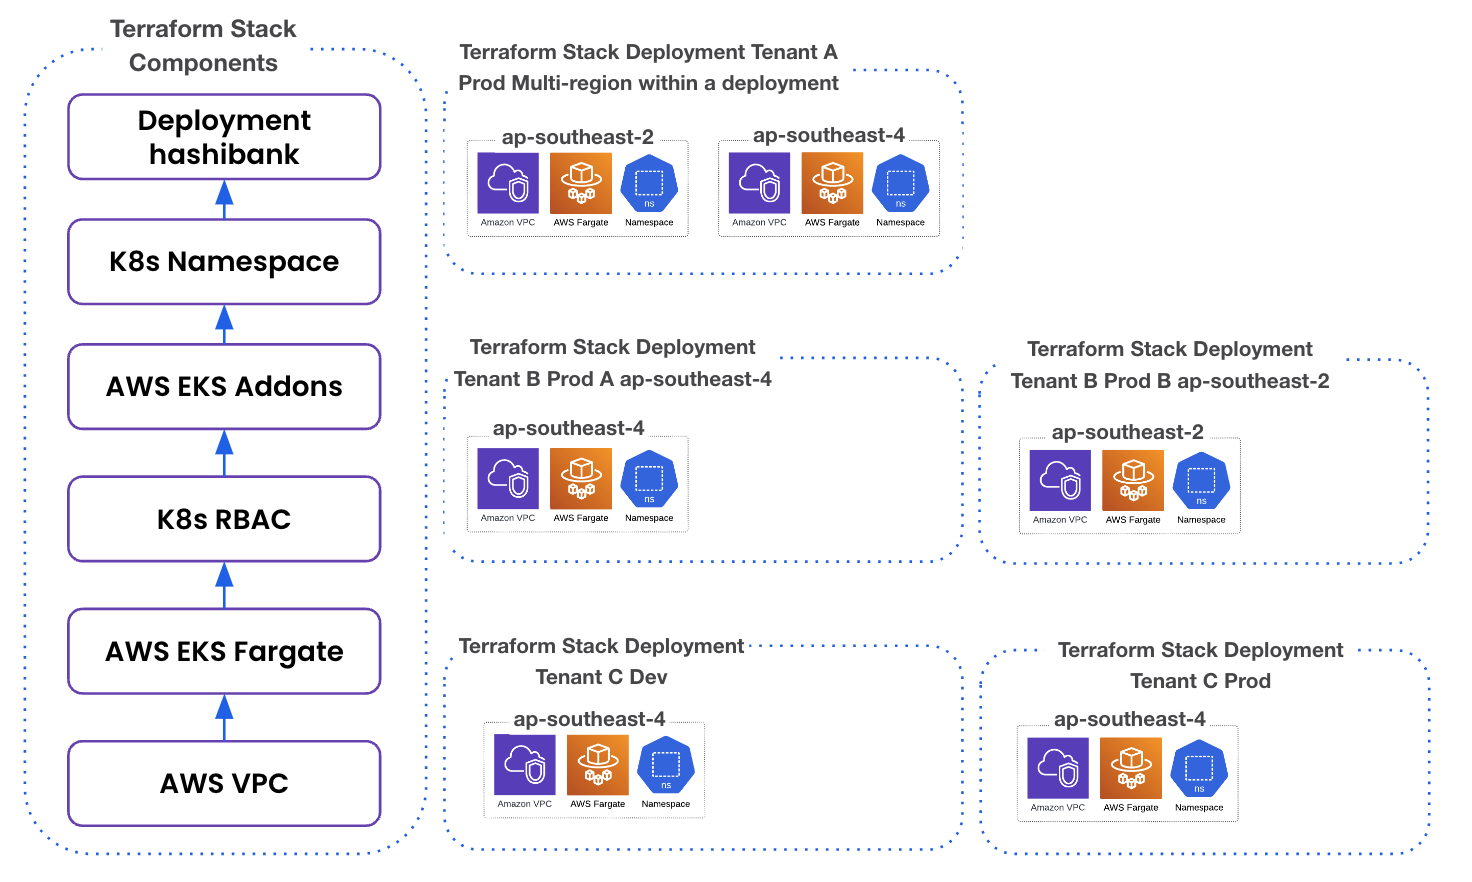 Terraform Stack
Components
Deployment
hashibank
K8s Namespace
AWS EKS Addons
K8s RBAC
AWS EKS Fargate
AWS VPC
Terraform Stack Deployment Tenant A
Prod Multi-region within a deployment
ap-southeast-2
ns
Amazon VPC
AWS Fargate
Namespace
ap-southeast-4
ns
Amazon VPC
AWS Fargate
Namespace
Terraform Stack Deployment
Tenant B Prod A ap-southeast-4
ap-southeast-4
ns
Amazon VPC
AWS Fargate
Namespace
Terraform Stack Deployment
Tenant B Prod B ap-southeast-2
ap-southeast-2
ns
Amazon VPC
AWS Fargate
Namespace
Terraform Stack Deployment
Tenant C Dev
ap-southeast-4
ns
Amazon VPC
AWS Fargate
Namespace
Terraform Stack Deployment
Tenant C Prod
ap-southeast-4
ns
Amazon VPC
AWS Fargate
Namespace